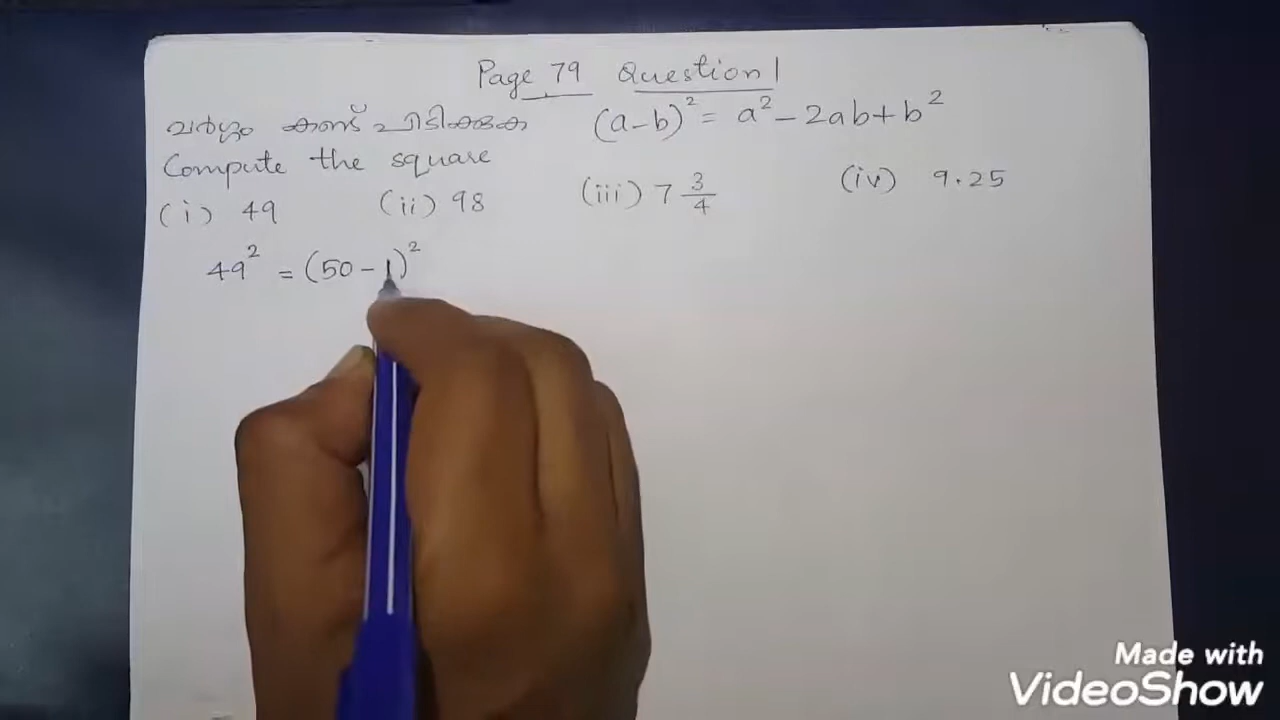 Page 79 Question 1
വർഗ്ഗം കണ്ട് പിടിക്കുക (a-b)² = a² - 2ab + b²
Compute the square
(i) 49 (ii) 98 (iii) 7 3/4 (iv) 9.25
49² = (50 - 1)²
Made with
VideoShow